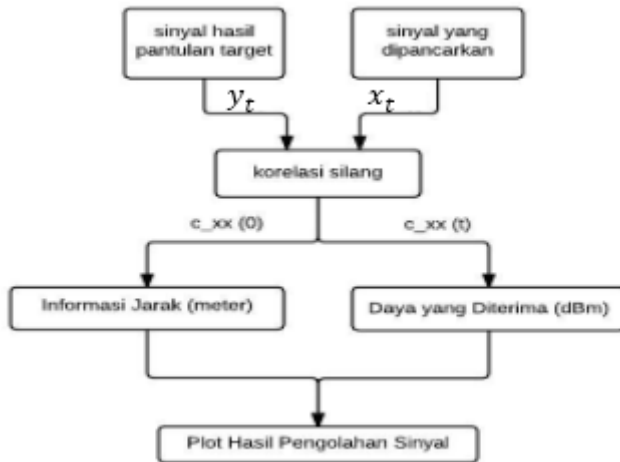 sinyal hasil
pantulan target
sinyal yang
dipancarkan
y_t
x_t
korelasi silang
c_xx (0)
c_xx (t)
Informasi Jarak (meter)
Daya yang Diterima (dBm)
Plot Hasil Pengolahan Sinyal